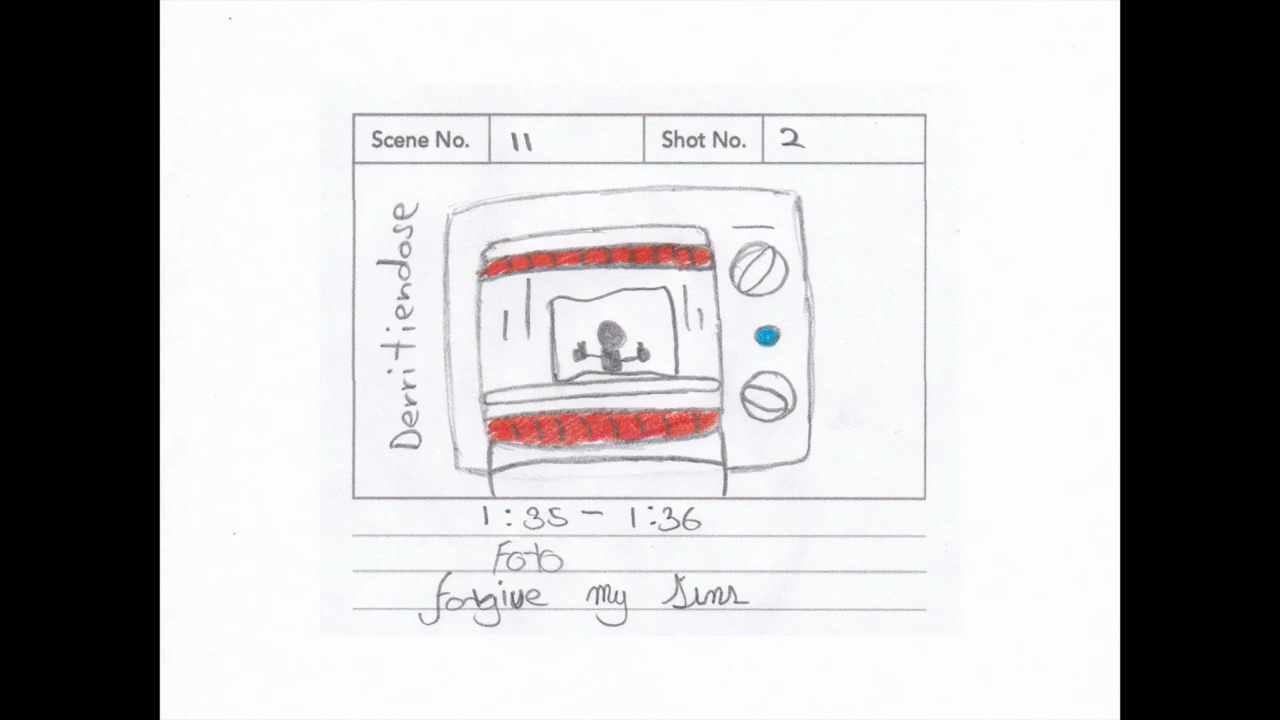 Scene No. 11 Shot No. 2
Derritiendose
1:35 - 1:36
Foto
forgive my sins